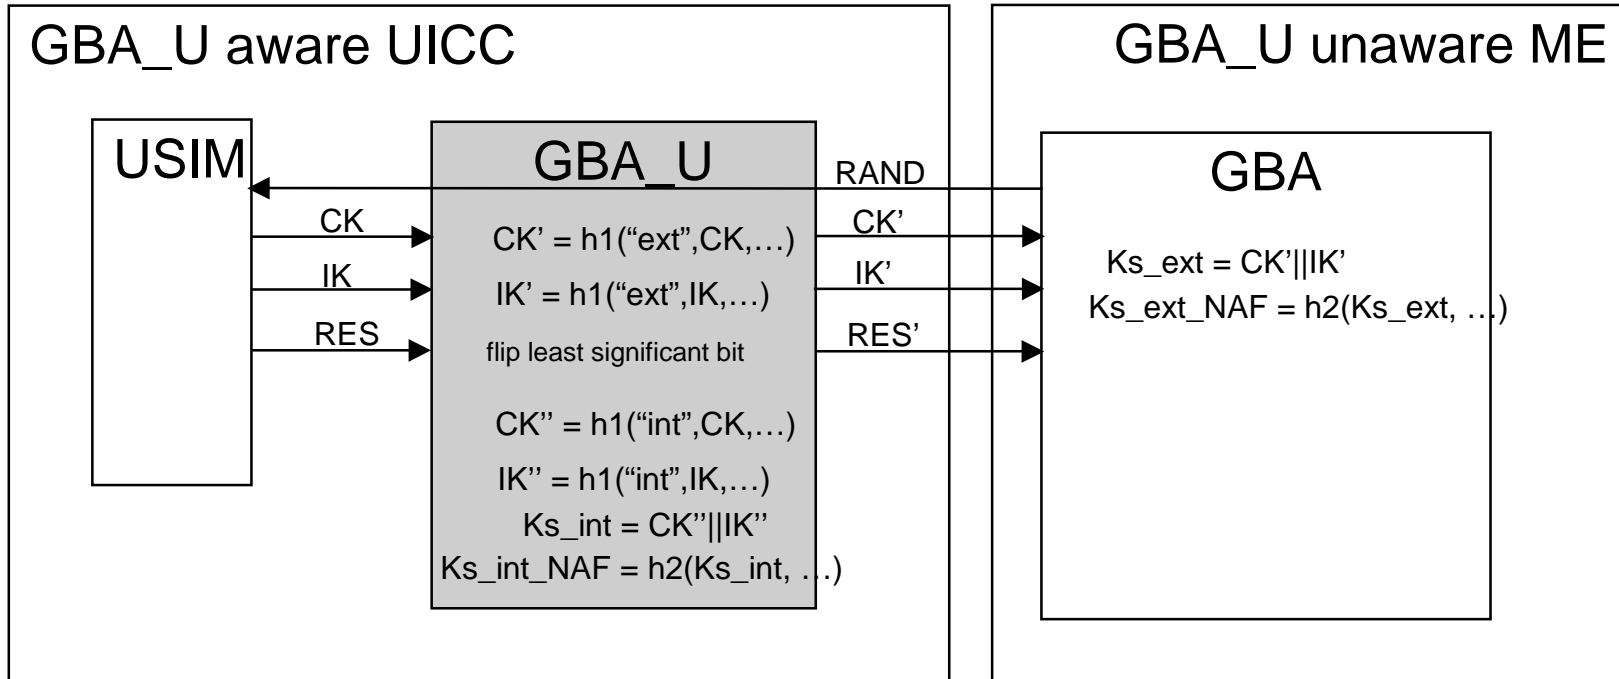 GBA_U aware UICC
GBA_U unaware ME
USIM
GBA_U
GBA
RAND
CK
CK’ = h1(“ext”,CK,…)
CK’
IK
IK’ = h1(“ext”,IK,…)
IK’
RES
flip least significant bit
RES’
CK’’ = h1(“int”,CK,…)
IK’’ = h1(“int”,IK,…)
Ks_int = CK’’||IK’’
Ks_int_NAF = h2(Ks_int, …)
Ks_ext = CK’||IK’
Ks_ext_NAF = h2(Ks_ext, …)